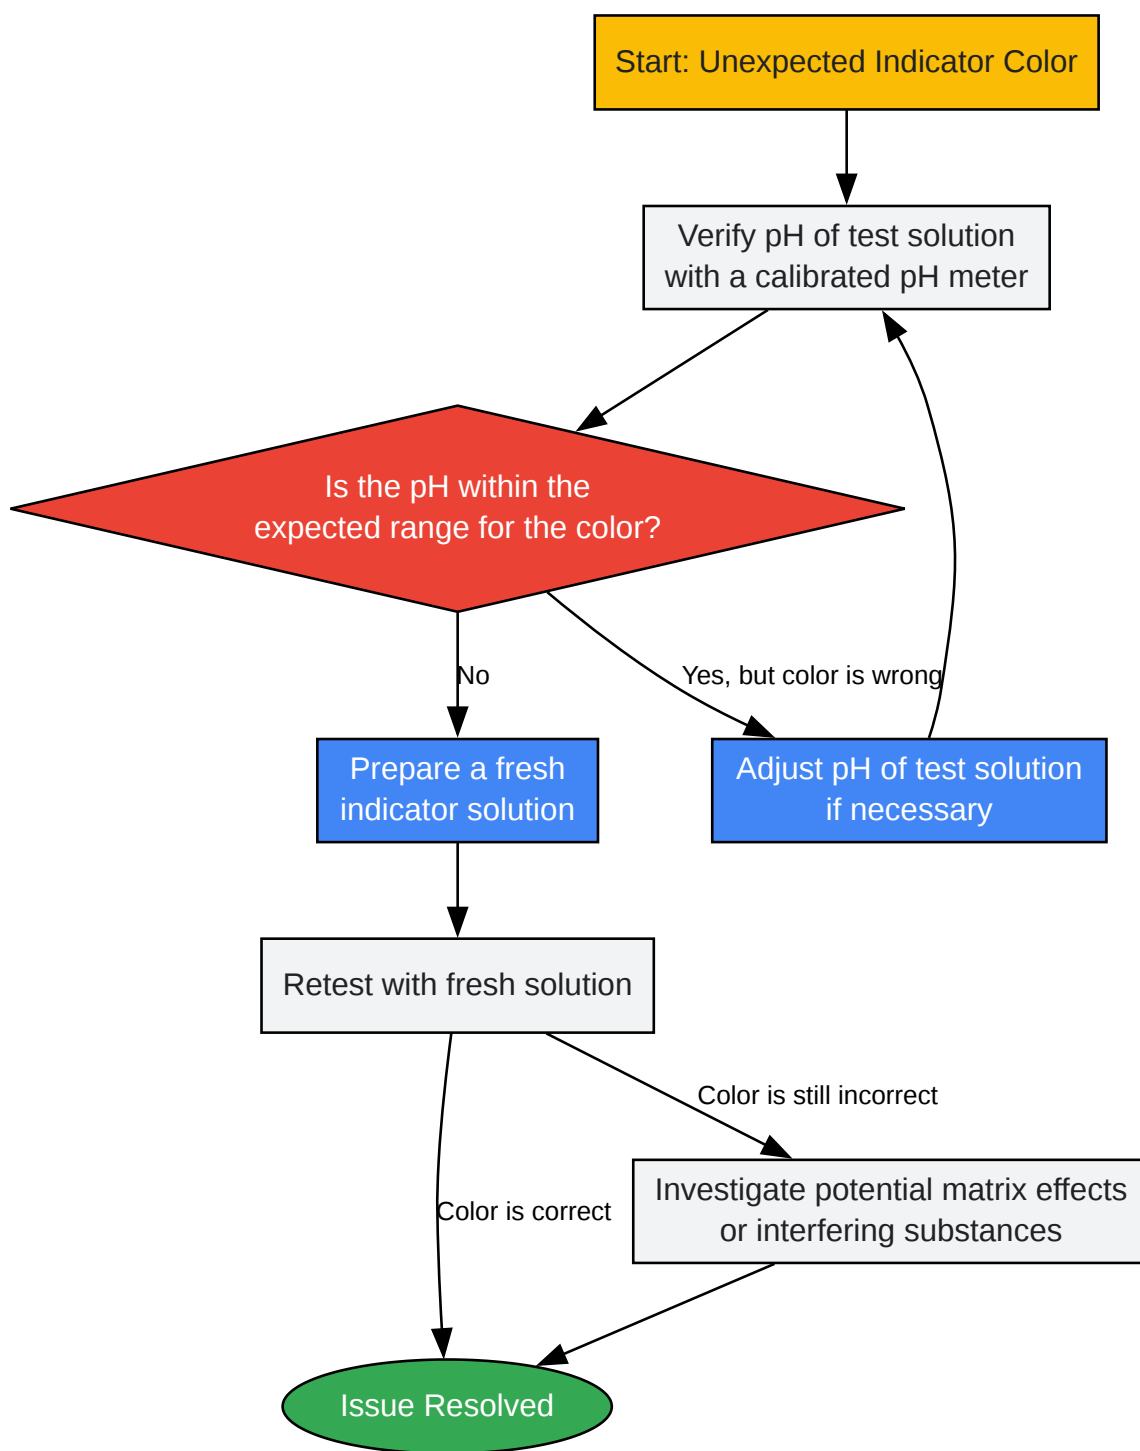 Start: Unexpected Indicator Color
Verify pH of test solution
with a calibrated pH meter
Is the pH within the
expected range for the color?
No
Yes, but color is wrong
Prepare a fresh
indicator solution
Adjust pH of test solution
if necessary
Retest with fresh solution
Color is still incorrect
Color is correct
Investigate potential matrix effects
or interfering substances
Issue Resolved